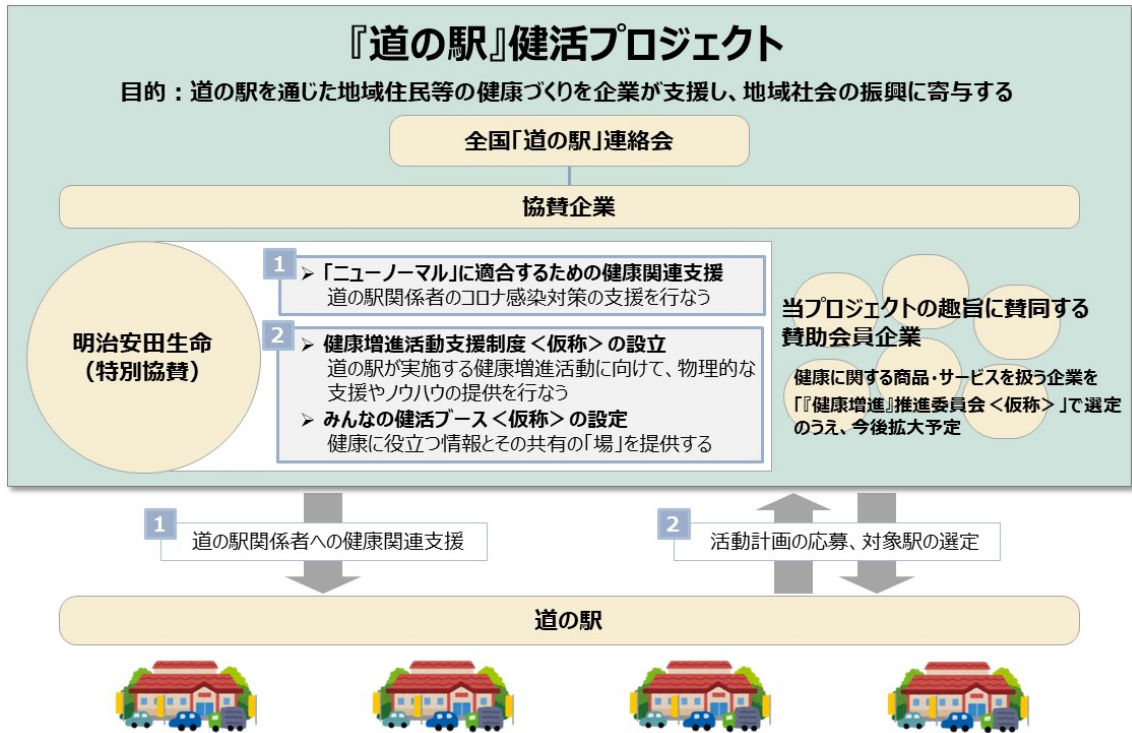 『道の駅』健活プロジェクト
目的：道の駅を通じた地域住民等の健康づくりを企業が支援し、地域社会の振興に寄与する
全国「道の駅」連絡会
協賛企業
明治安田生命
（特別協賛）
1
➢ 「ニューノーマル」に適合するための健康関連支援
道の駅関係者のコロナ感染対策の支援を行なう
2
➢ 健康増進活動支援制度＜仮称＞の設立
道の駅が実施する健康増進活動に向けて、物理的な
支援やノウハウの提供を行なう
➢ みんなの健活ブース＜仮称＞の設定
健康に役立つ情報とその共有の「場」を提供する
当プロジェクトの趣旨に賛同する
賛助会員企業
健康に関する商品・サービスを扱う企業を
「『健康増進』推進委員会＜仮称＞」で選定
のうえ、今後拡大予定
1
道の駅関係者への健康関連支援
2
活動計画の応募、対象駅の選定
道の駅